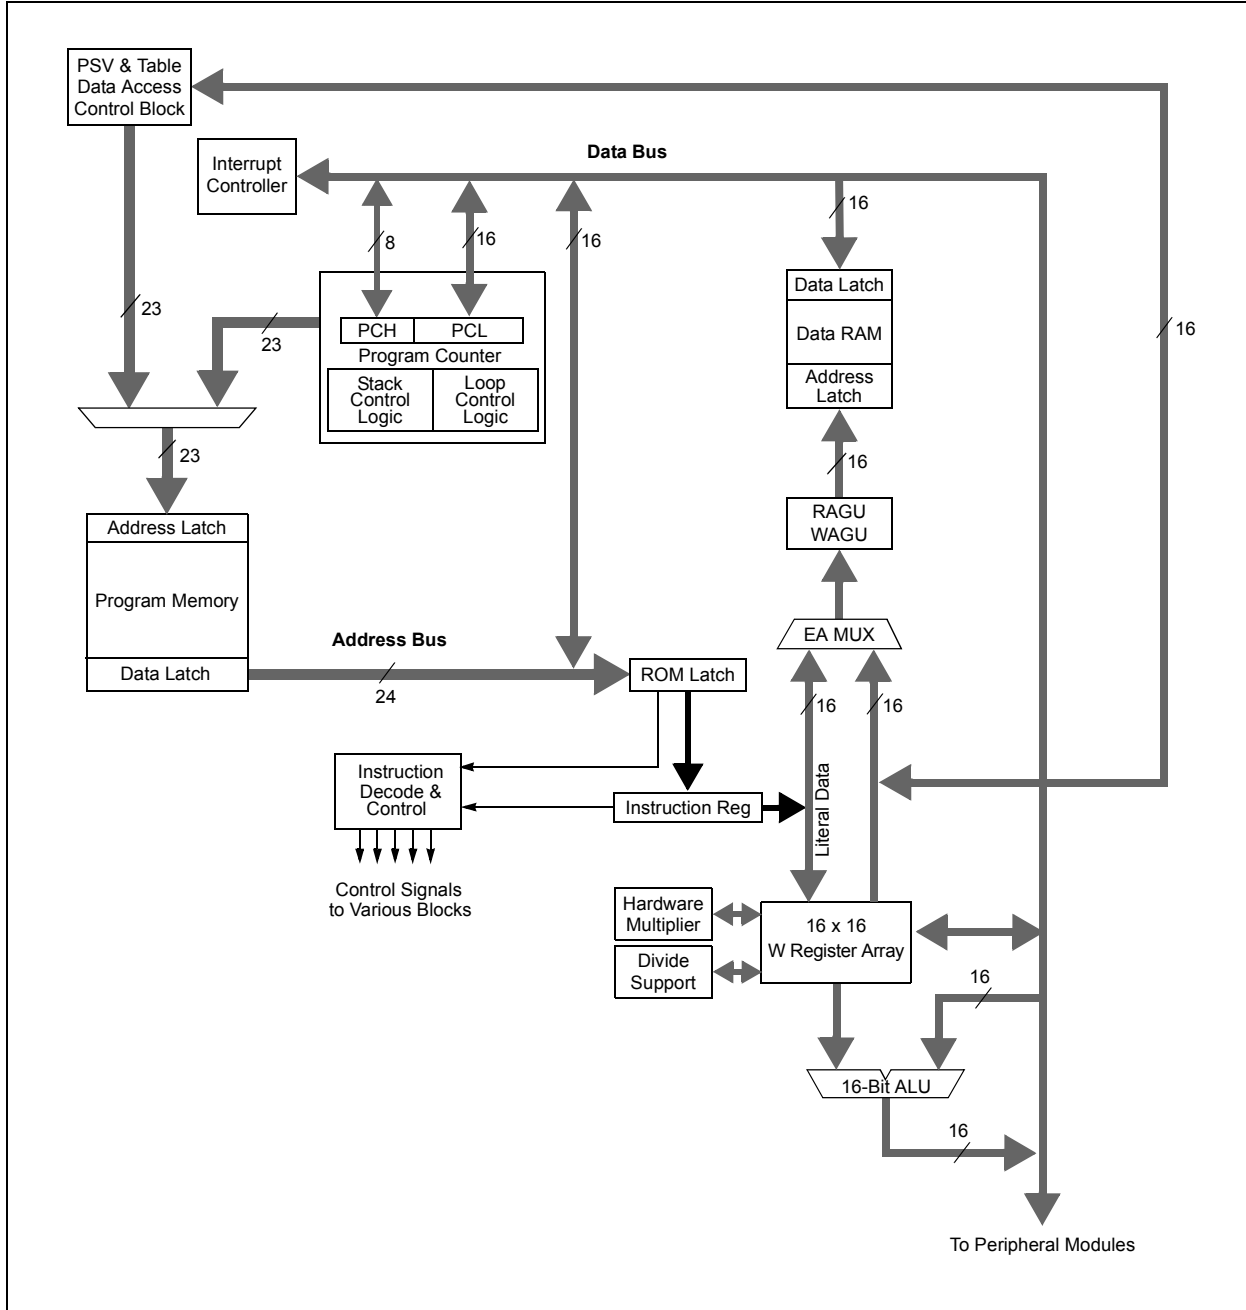 PSV & Table
Data Access
Control Block
Interrupt
Controller
Data Bus
8
16
16
16
16
23
23
23
PCH
PCL
Program Counter
Stack
Control
Logic
Loop
Control
Logic
Data Latch
Data RAM
Address
Latch
16
RAGU
WAGU
EA MUX
16
16
Address Latch
Program Memory
Data Latch
Address Bus
24
ROM Latch
Instruction
Decode &
Control
Instruction Reg
Literal Data
Control Signals
to Various Blocks
Hardware
Multiplier
Divide
Support
16 x 16
W Register Array
16
16-Bit ALU
16
To Peripheral Modules